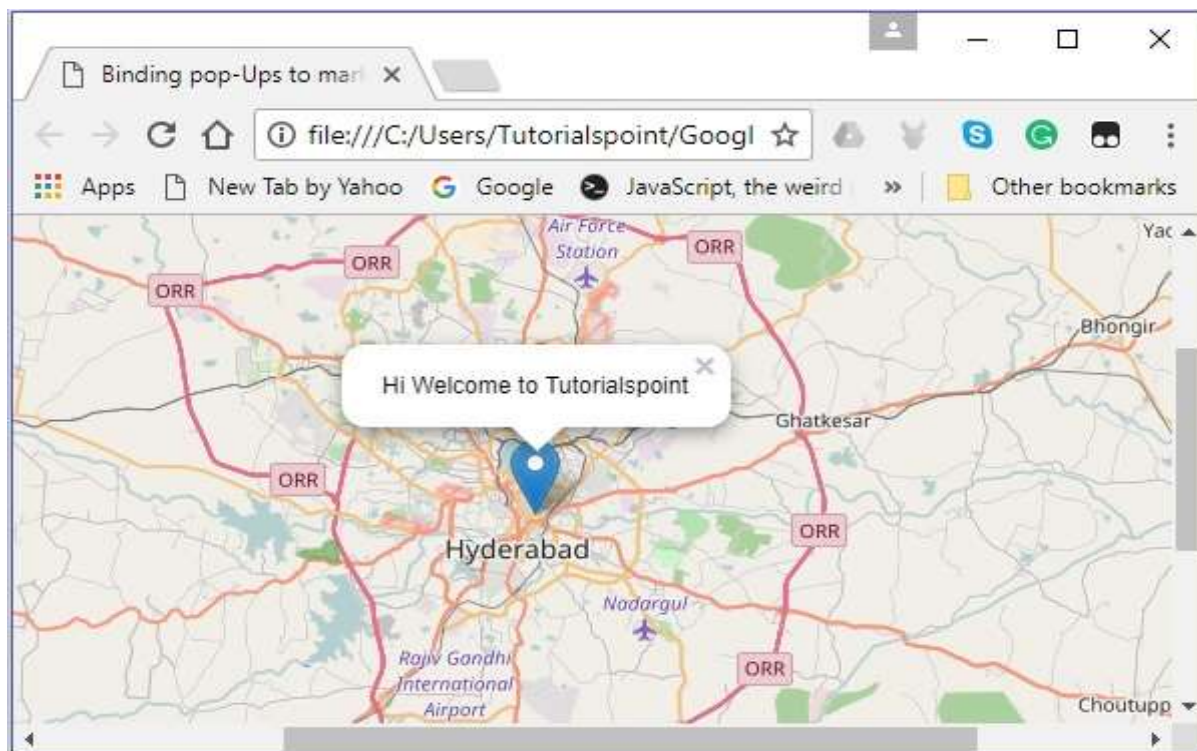 Binding pop-Ups to mar
file:///C:/Users/Tutorialspoint/Googl
Apps New Tab by Yahoo Google JavaScript, the weird » Other bookmarks
Air Force
Station
ORR
ORR
ORR
Yac
Bhongir
Hi Welcome to Tutorialspoint
Ghatkesar
ORR
ORR
Hyderabad
Nadargul
Rajiv Gandhi
International
Airport
ORR
Choutupp